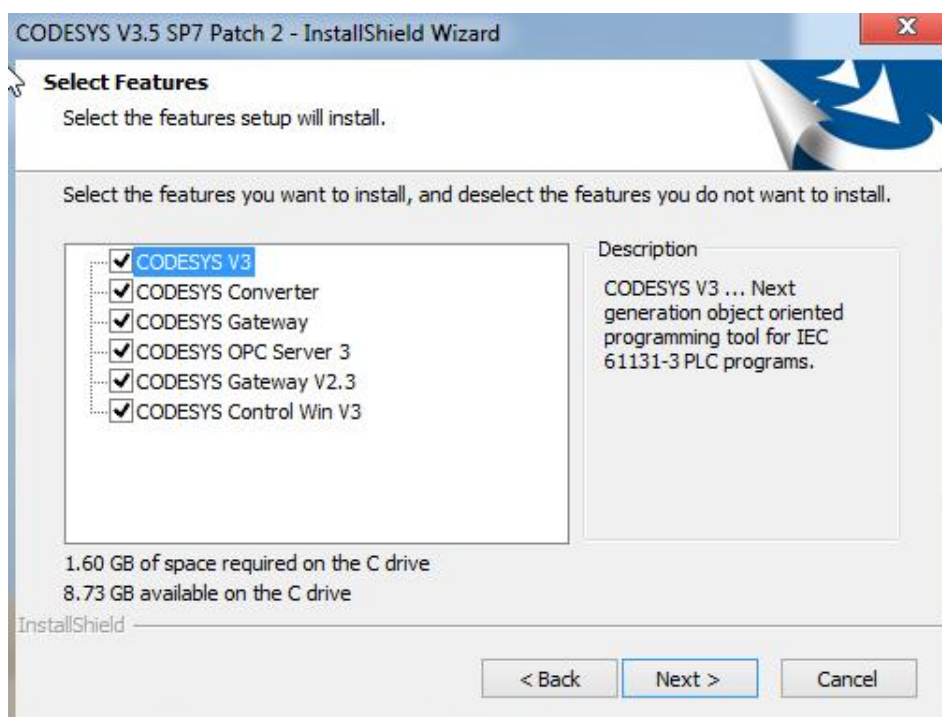 CODESYS V3.5 SP7 Patch 2 - InstallShield Wizard
Select Features
Select the features setup will install.
Select the features you want to install, and deselect the features you do not want to install.
CODESYS V3
CODESYS Converter
CODESYS Gateway
CODESYS OPC Server 3
CODESYS Gateway V2.3
CODESYS Control Win V3
Description
CODESYS V3 ... Next
generation object oriented
programming tool for IEC
61131-3 PLC programs.
1.60 GB of space required on the C drive
8.73 GB available on the C drive
InstallShield
< Back
Next >
Cancel